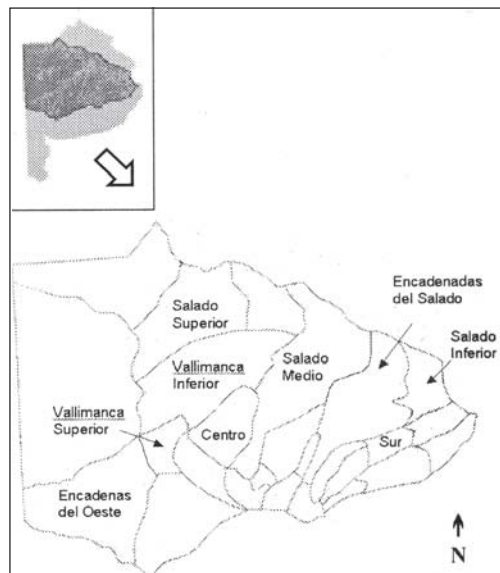 Encadenadas
del Salado
Salado
Superior
Salado
Inferior
Vallimanca
Inferior
Salado
Medio
Vallimanca
Superior
Centro
Sur
Encadenas
del Oeste
N